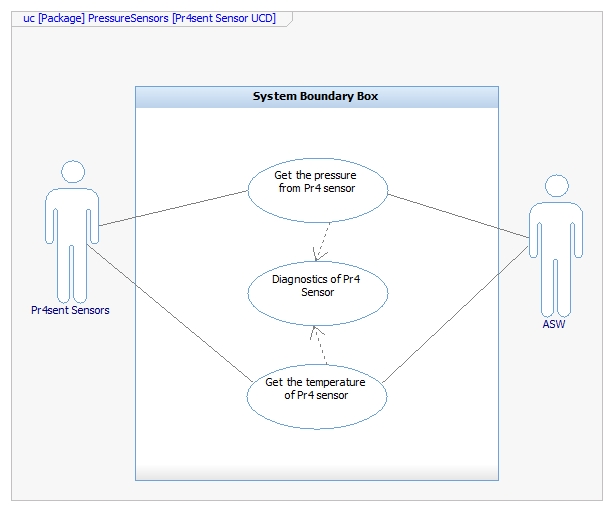 uc [Package] PressureSensors [Pr4sent Sensor UCD]
System Boundary Box
Get the pressure
from Pr4 sensor
Diagnostics of Pr4
Sensor
Pr4sent Sensors
ASW
Get the temperature
of Pr4 sensor